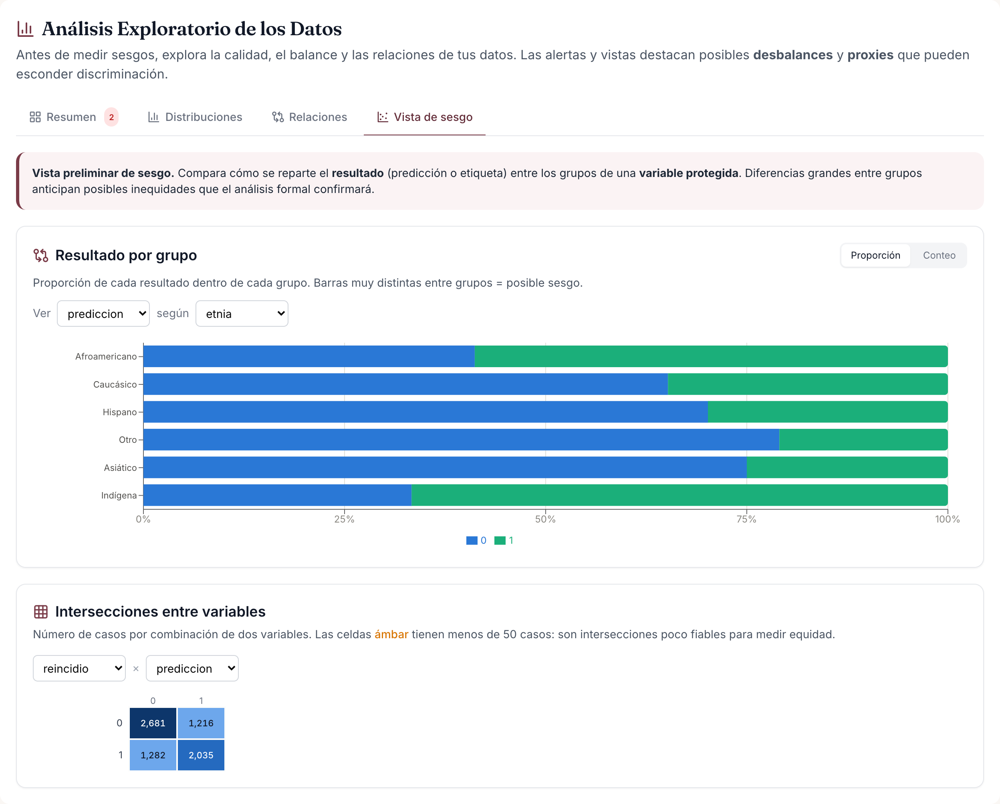 Análisis Exploratorio de los Datos
Antes de medir sesgos, explora la calidad, el balance y las relaciones de tus datos. Las alertas y vistas destacan posibles desbalances y proxies que pueden
esconder discriminación.
Resumen 2 Distribuciones Relaciones Vista de sesgo
Vista preliminar de sesgo. Compara cómo se reparte el resultado (predicción o etiqueta) entre los grupos de una variable protegida. Diferencias grandes entre grupos
anticipan posibles inequidades que el análisis formal confirmará.
Resultado por grupo
Proporción Conteo
Proporción de cada resultado dentro de cada grupo. Barras muy distintas entre grupos = posible sesgo.
Ver prediccion según etnia
Afroamericano
Caucásico
Hispano
Otro
Asiático
Indígena
0% 25% 50% 75% 100%
0 1
Intersecciones entre variables
Número de casos por combinación de dos variables. Las celdas ámbar tienen menos de 50 casos: son intersecciones poco fiables para medir equidad.
reincidio × prediccion
0 1
0 2,681 1,216
1 1,282 2,035